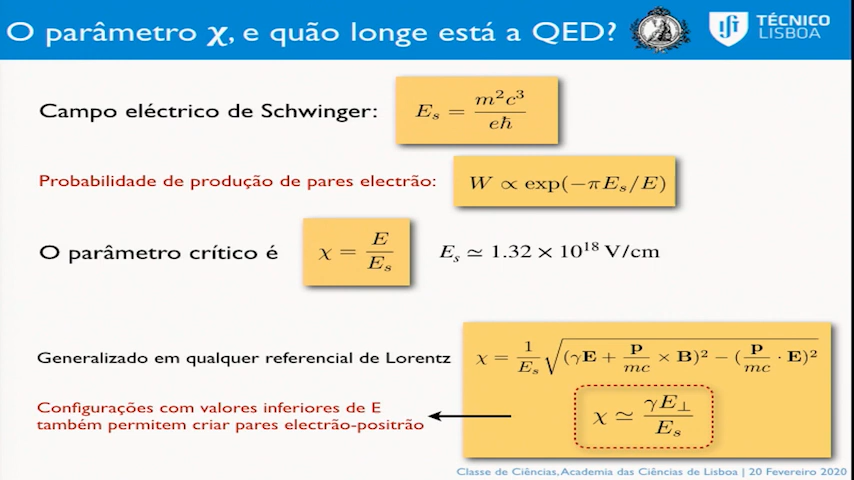 O parâmetro χ, e quão longe está a QED?
TÉCNICO
LISBOA
Campo eléctrico de Schwinger:
E_s = m²c³ / eħ
Probabilidade de produção de pares electrão:
W ∝ exp(−πE_s/E)
O parâmetro crítico é
χ = E / E_s
E_s ≃ 1.32 × 10¹⁸ V/cm
Generalizado em qualquer referencial de Lorentz
χ = 1/E_s √((γE + p/mc × B)² − (p/mc · E)²)
Configurações com valores inferiores de E
também permitem criar pares electrão-positrão
χ ≃ γE⊥ / E_s
Classe de Ciências, Academia das Ciências de Lisboa | 20 Fevereiro 2020